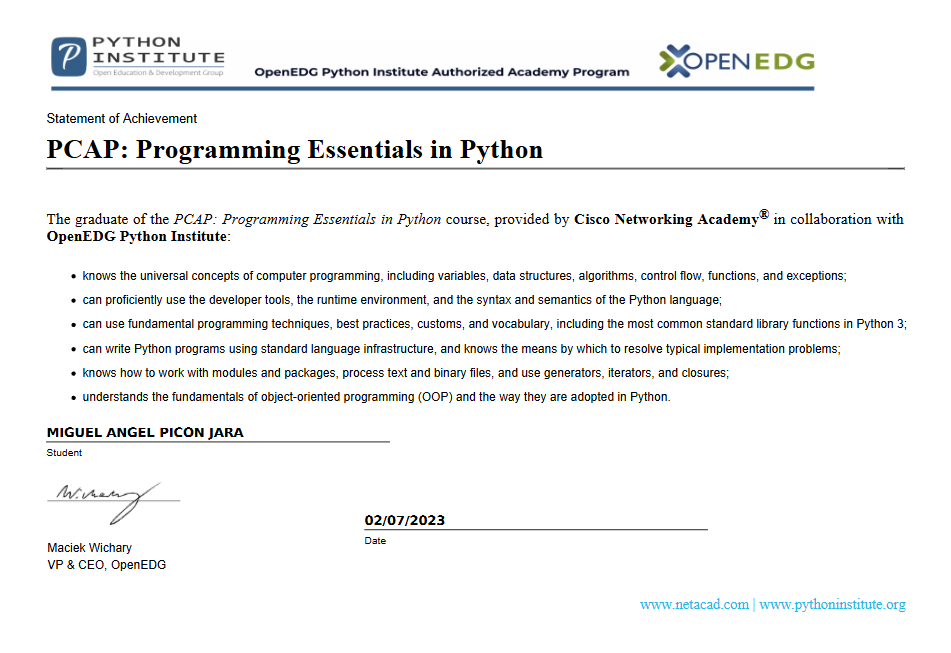 PYTHON
INSTITUTE
Open Education & Development Group
OpenEDG Python Institute Authorized Academy Program
OPENEDG
Statement of Achievement
PCAP: Programming Essentials in Python
The graduate of the PCAP: Programming Essentials in Python course, provided by Cisco Networking Academy® in collaboration with
OpenEDG Python Institute:
• knows the universal concepts of computer programming, including variables, data structures, algorithms, control flow, functions, and exceptions;
• can proficiently use the developer tools, the runtime environment, and the syntax and semantics of the Python language;
• can use fundamental programming techniques, best practices, customs, and vocabulary, including the most common standard library functions in Python 3;
• can write Python programs using standard language infrastructure, and knows the means by which to resolve typical implementation problems;
• knows how to work with modules and packages, process text and binary files, and use generators, iterators, and closures;
• understands the fundamentals of object-oriented programming (OOP) and the way they are adopted in Python.
MIGUEL ANGEL PICON JARA
Student
W.Wichary
02/07/2023
Date
Maciek Wichary
VP & CEO, OpenEDG
www.netacad.com | www.pythoninstitute.org